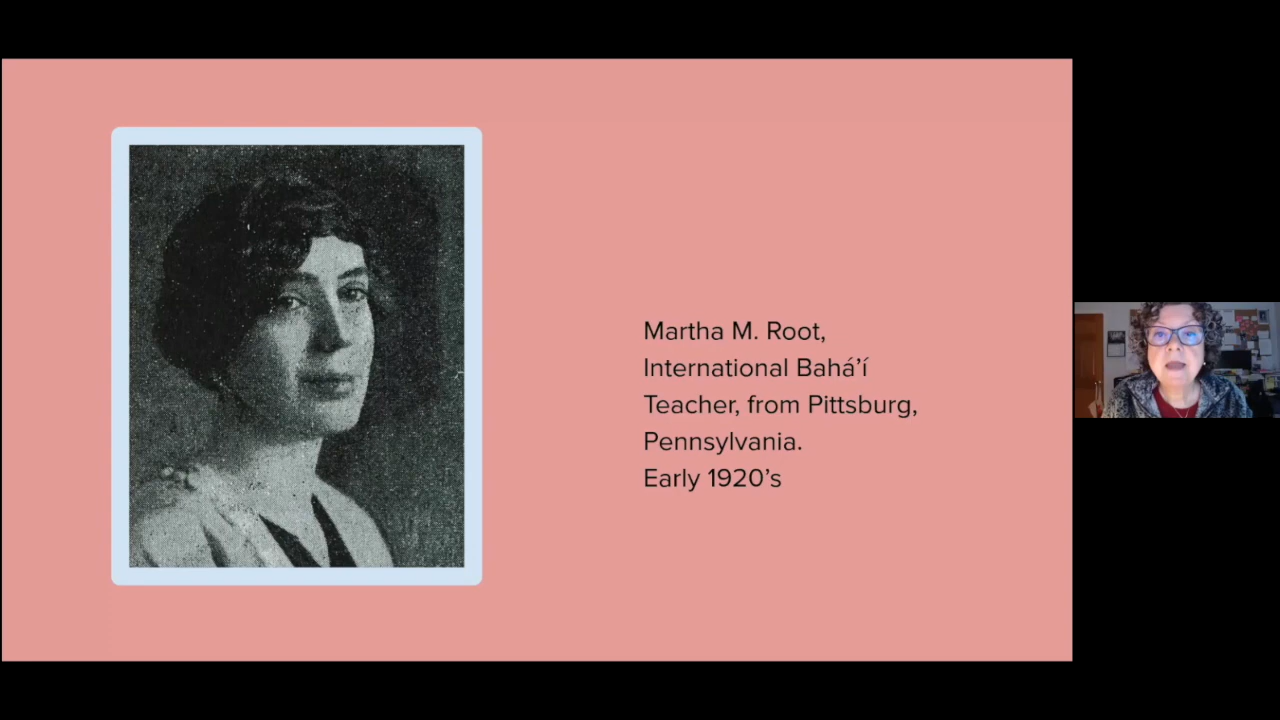 Martha M. Root,
International Bahá’í
Teacher, from Pittsburg,
Pennsylvania.
Early 1920’s